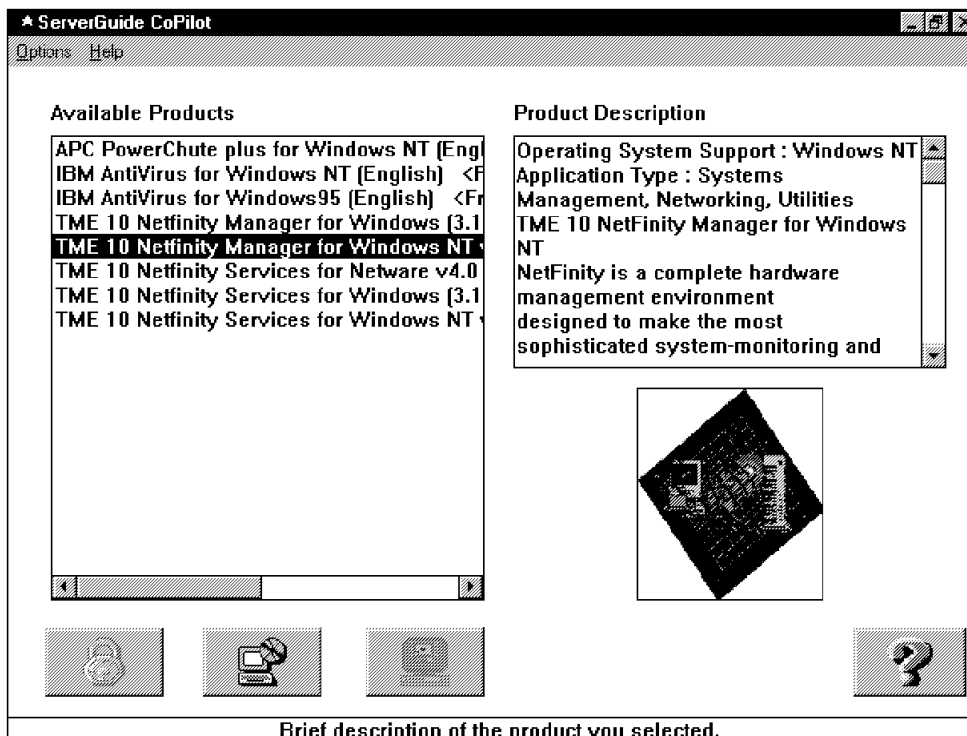 ServerGuide CoPilot
Options Help
Available Products
APC PowerChute plus for Windows NT (Engl
IBM AntiVirus for Windows NT (English) <F
IBM AntiVirus for Windows95 (English) <Fr
TME 10 Netfinity Manager for Windows (3.1
TME 10 Netfinity Manager for Windows NT v
TME 10 Netfinity Services for Netware v4.0
TME 10 Netfinity Services for Windows (3.1
TME 10 Netfinity Services for Windows NT v
Product Description
Operating System Support : Windows NT
Application Type : Systems
Management, Networking, Utilities
TME 10 NetFinity Manager for Windows
NT
NetFinity is a complete hardware
management environment
designed to make the most
sophisticated system-monitoring and
Brief description of the product you selected.